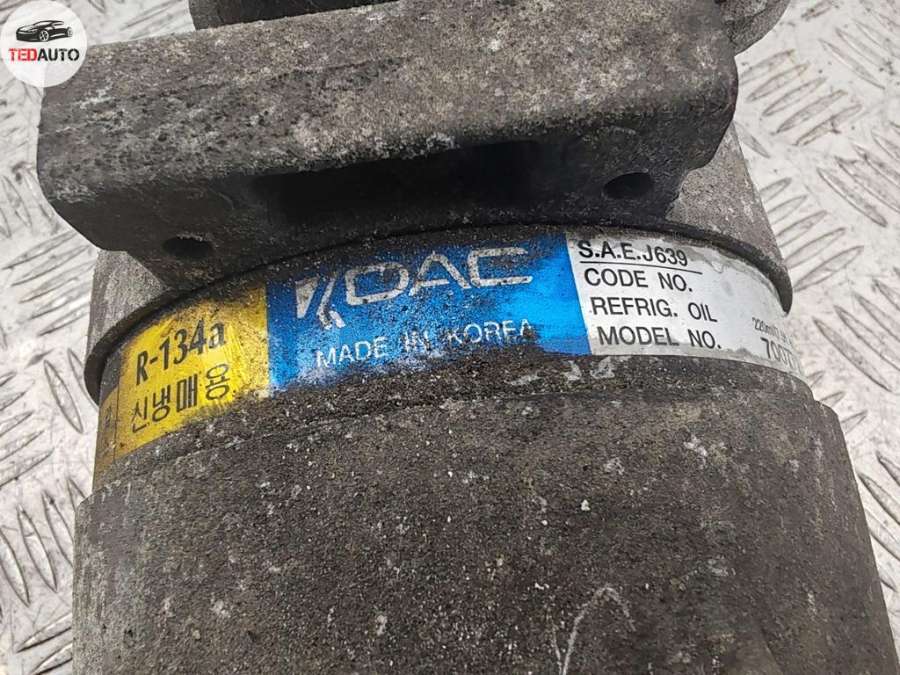 TEDAUTO
R-134a
신냉매용
DAC
MADE IN KOREA
S.A.E.J639
CODE NO.
REFRIG. OIL
MODEL NO.